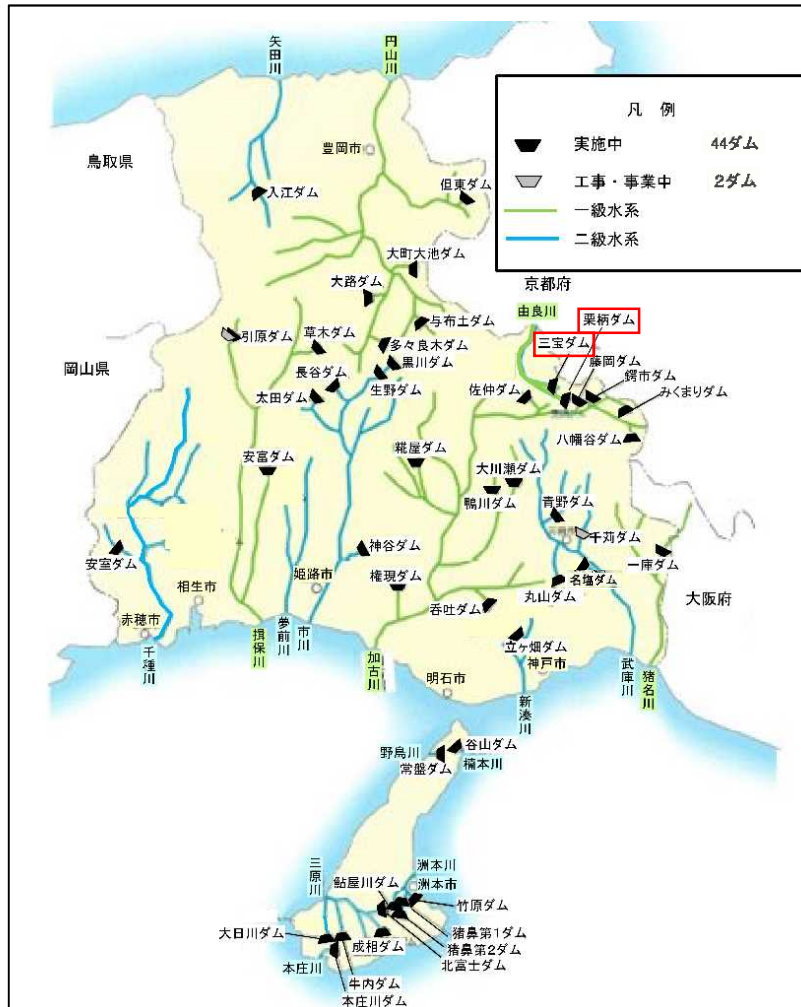 矢田川
円山川
凡 例
実施中 44ダム
工事・事業中 2ダム
一級水系
二級水系
鳥取県
豊岡市
入江ダム
但東ダム
大町大池ダム
大路ダム
京都府
由良川
栗柄ダム
三宝ダム
与布土ダム
引原ダム
草木ダム
多々良木ダム
黒川ダム
藤岡ダム
岡山県
長谷ダム
生野ダム
佐仲ダム
鍔市ダム
みくまりダム
太田ダム
八幡谷ダム
安富ダム
糀屋ダム
大川瀬ダム
鴨川ダム
青野ダム
千苅ダム
安室ダム
神谷ダム
一庫ダム
相生市
姫路市
権現ダム
名塩ダム
丸山ダム
大阪府
赤穂市
呑吐ダム
千種川
揖保川
夢前川
市川
加古川
立ヶ畑ダム
神戸市
明石市
新湊川
武庫川
猪名川
野島川
谷山ダム
常盤ダム
楠本川
三原川
洲本川
鮎屋川ダム
洲本市
竹原ダム
大日川ダム
成相ダム
猪鼻第1ダム
猪鼻第2ダム
本庄川
北富士ダム
牛内ダム
本庄川ダム